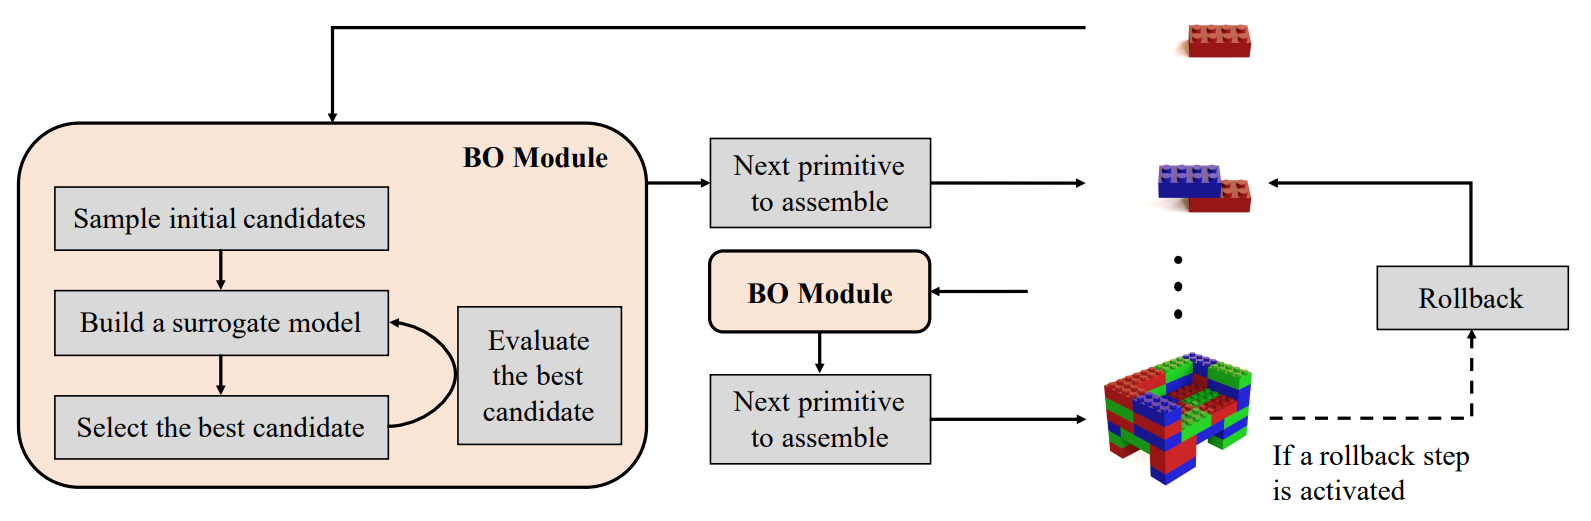 BO Module
Sample initial candidates
Build a surrogate model
Select the best candidate
Evaluate
the best
candidate
Next primitive
to assemble
BO Module
Next primitive
to assemble
Rollback
If a rollback step
is activated